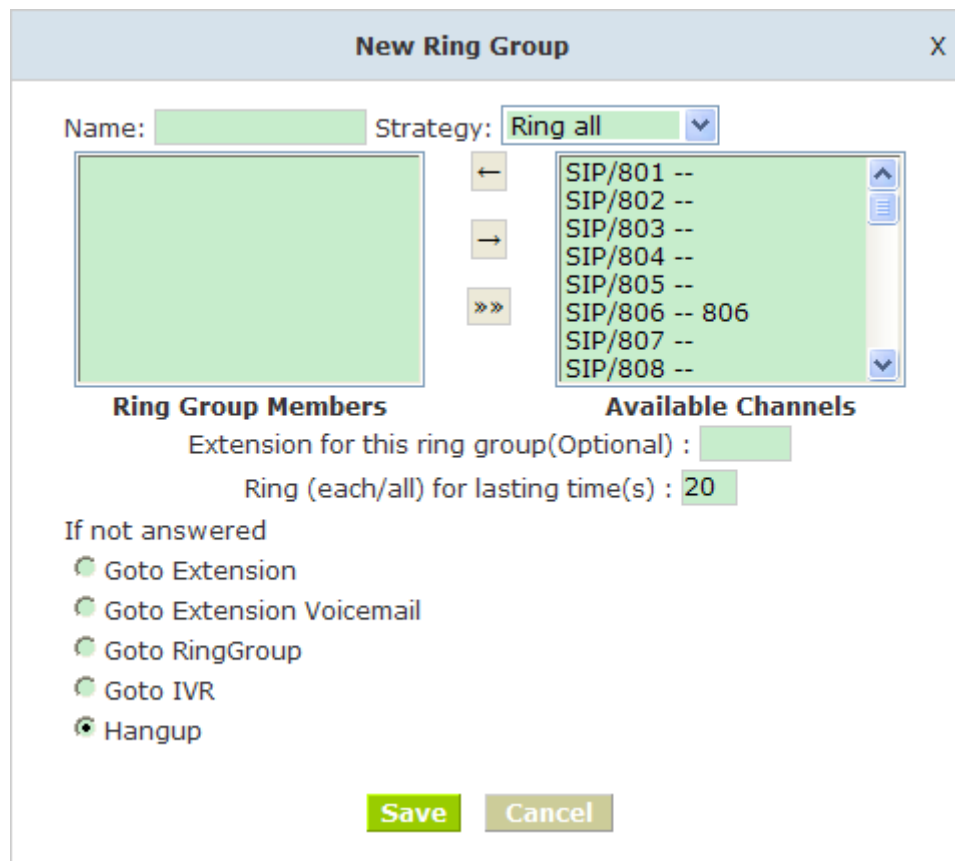 New Ring Group X
Name: Strategy: Ring all
←
→
»»
SIP/801 --
SIP/802 --
SIP/803 --
SIP/804 --
SIP/805 --
SIP/806 -- 806
SIP/807 --
SIP/808 --
Ring Group Members Available Channels
Extension for this ring group(Optional) :
Ring (each/all) for lasting time(s) : 20
If not answered
Goto Extension
Goto Extension Voicemail
Goto RingGroup
Goto IVR
Hangup
Save Cancel